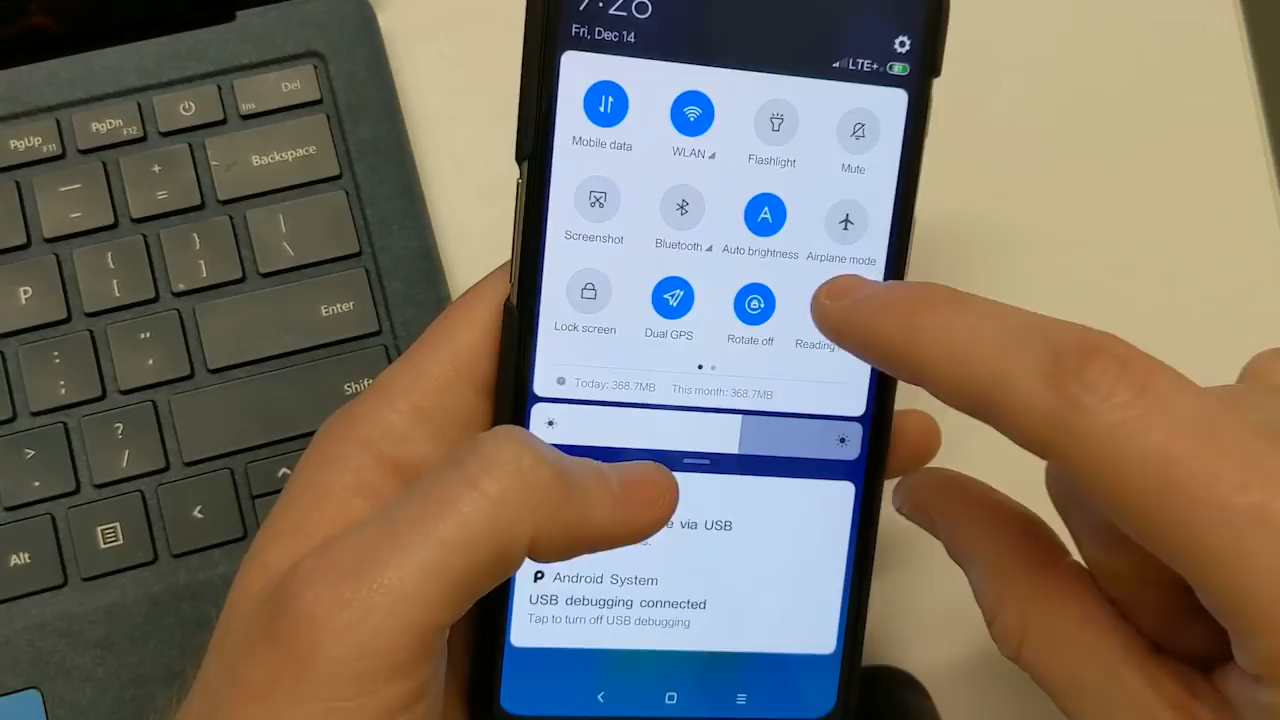 7:28
Fri, Dec 14
LTE+
Mobile data
WLAN
Flashlight
Mute
Screenshot
Bluetooth
A
Auto brightness
Airplane mode
Lock screen
Dual GPS
Rotate off
Reading
Today: 368.7MB This month: 368.7MB
via USB
Android System
USB debugging connected
Tap to turn off USB debugging
PgUp F11
PgDn F12
Ins Del
— -
+ =
Backspace
P
{ [
} ]
| \
: ;
“ ‘
Enter
> .
? /
Shift
Alt